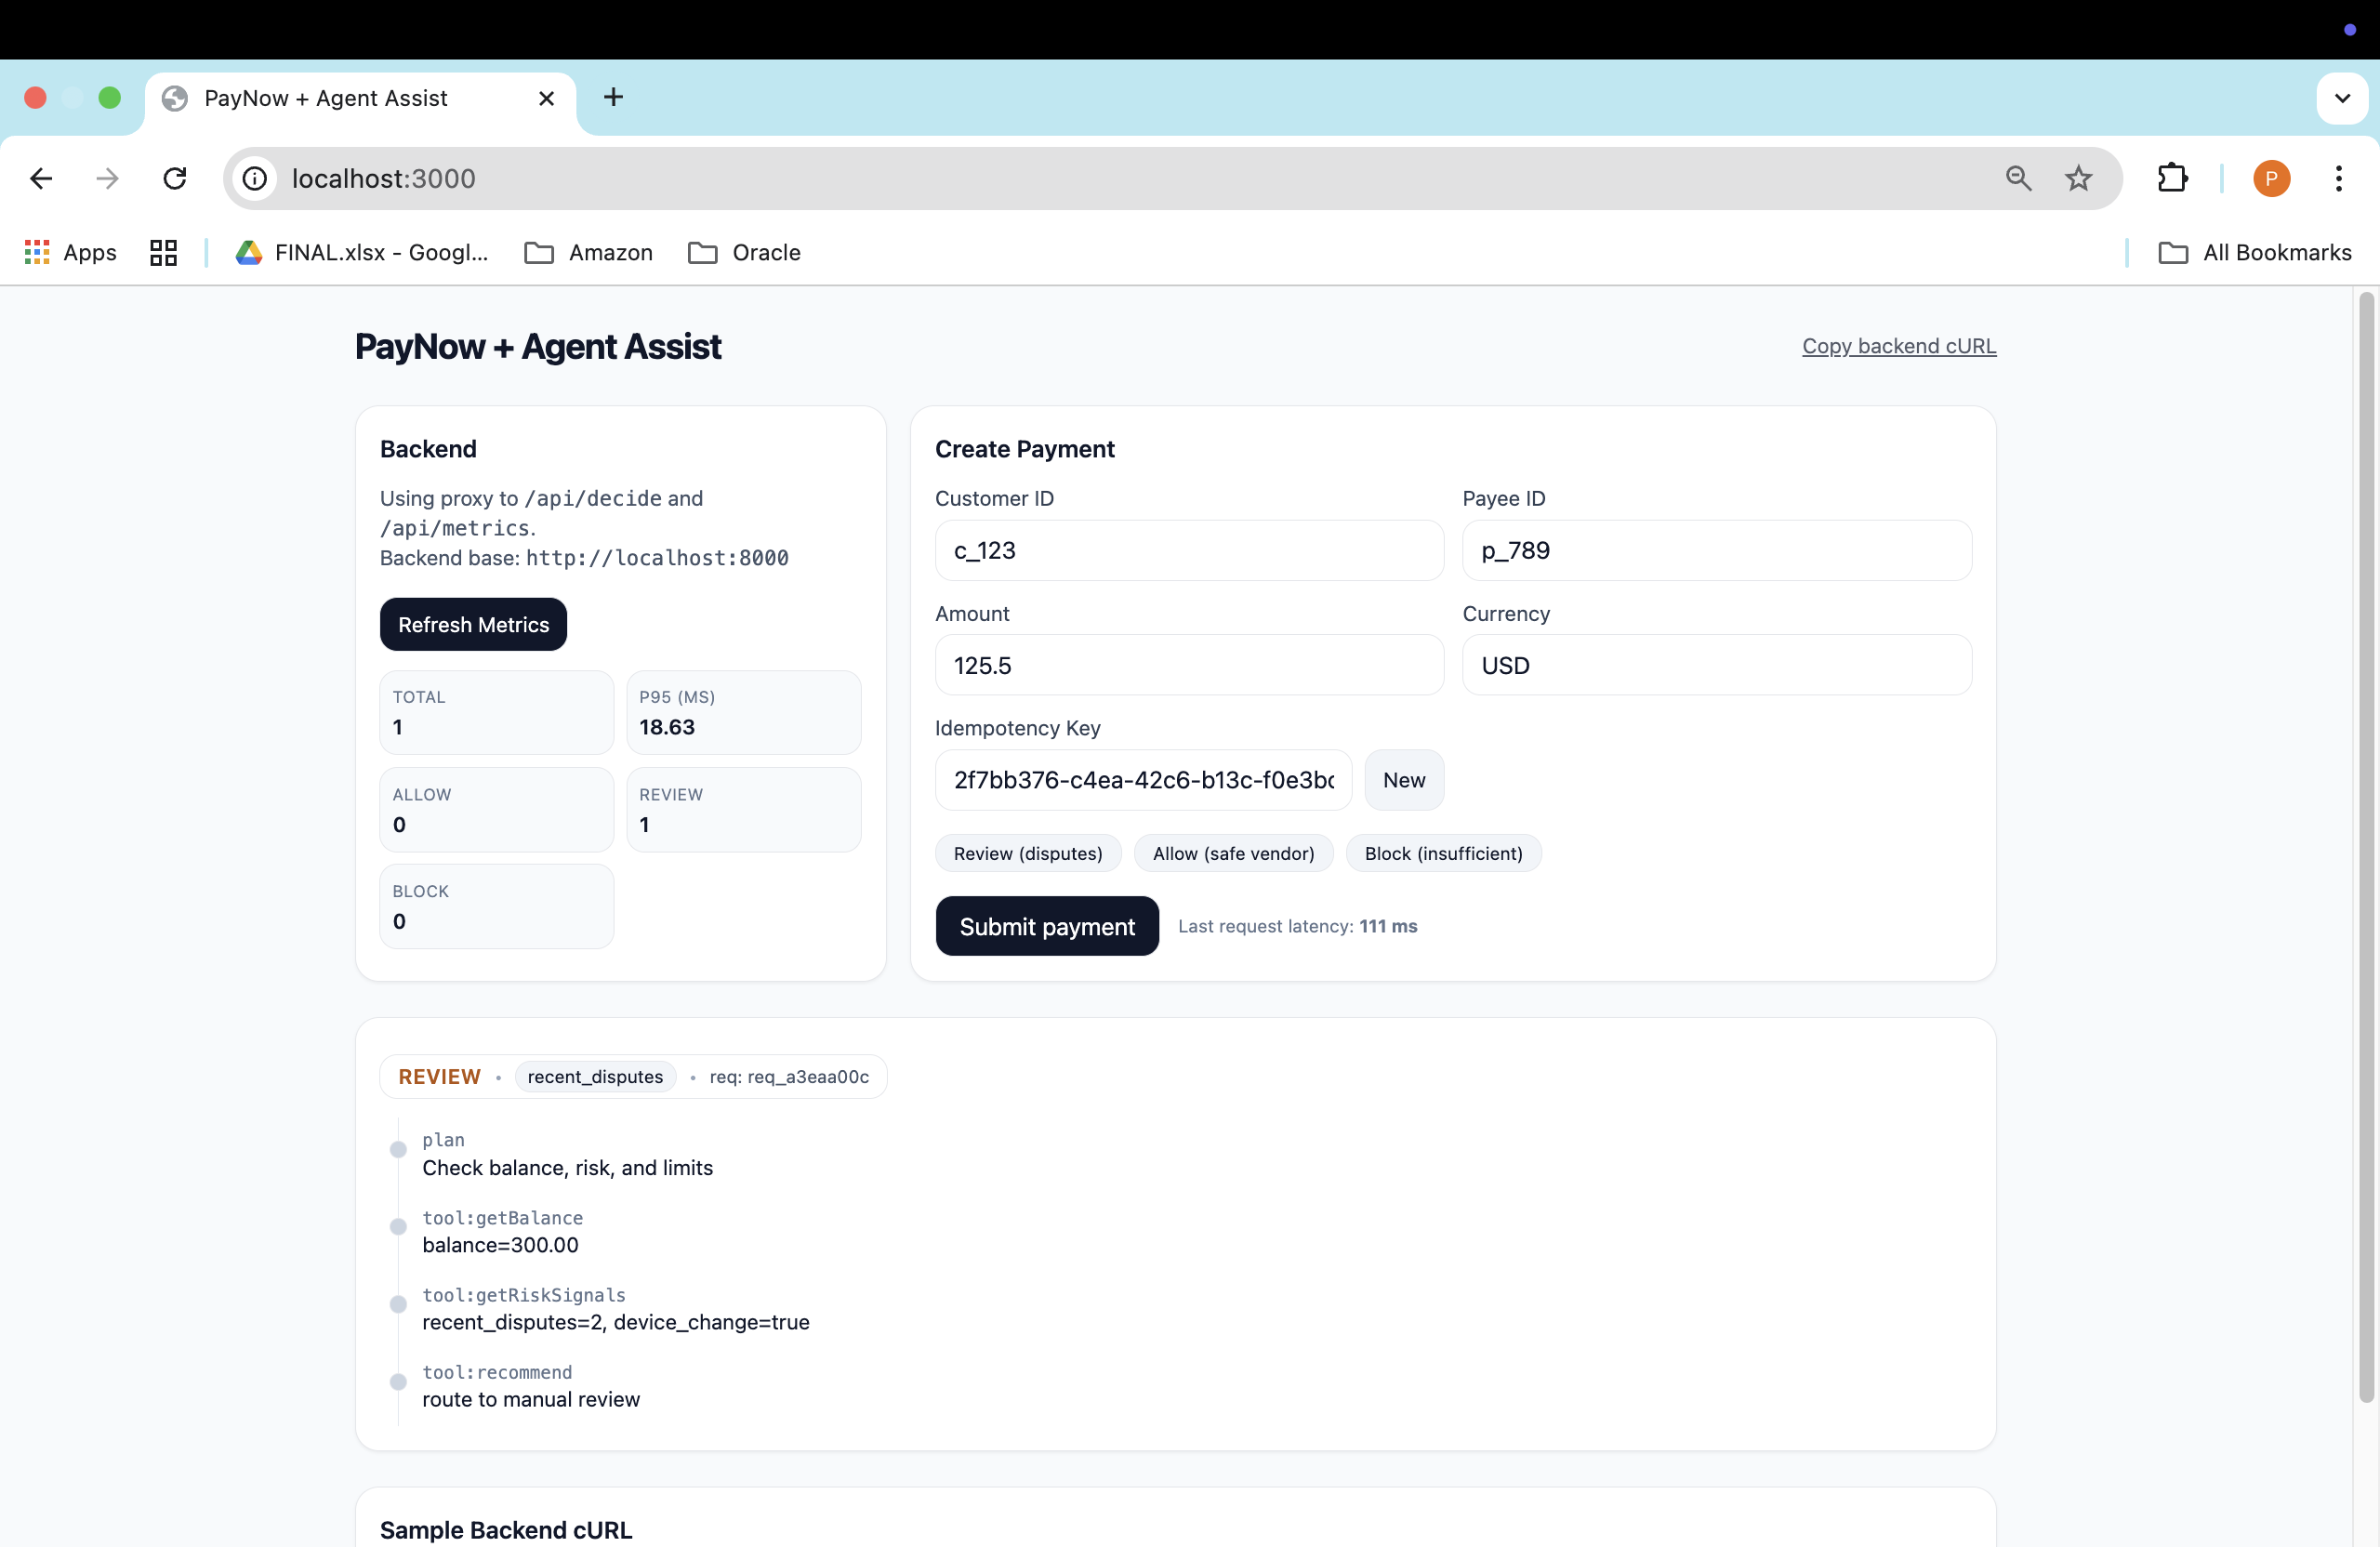 PayNow + Agent Assist
localhost:3000
P
Apps
FINAL.xlsx - Googl...
Amazon
Oracle
All Bookmarks
PayNow + Agent Assist
Copy backend cURL
Backend
Using proxy to /api/decide and
/api/metrics.
Backend base: http://localhost:8000
Refresh Metrics
TOTAL
1
P95 (MS)
18.63
ALLOW
0
REVIEW
1
BLOCK
0
Create Payment
Customer ID
c_123
Payee ID
p_789
Amount
125.5
Currency
USD
Idempotency Key
2f7bb376-c4ea-42c6-b13c-f0e3bc
New
Review (disputes)
Allow (safe vendor)
Block (insufficient)
Submit payment
Last request latency: 111 ms
REVIEW • recent_disputes • req: req_a3eaa00c
plan
Check balance, risk, and limits
tool:getBalance
balance=300.00
tool:getRiskSignals
recent_disputes=2, device_change=true
tool:recommend
route to manual review
Sample Backend cURL